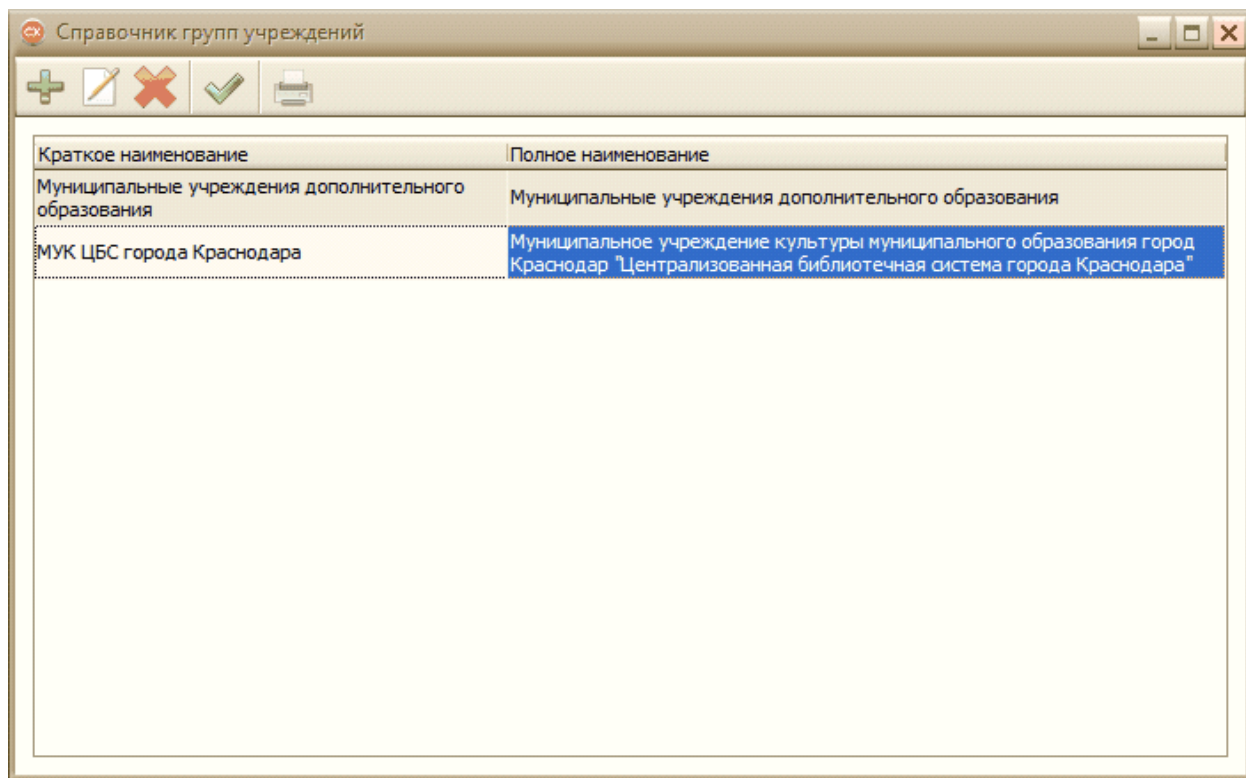 Справочник групп учреждений
Краткое наименование
Полное наименование
Муниципальные учреждения дополнительного
образования
Муниципальные учреждения дополнительного образования
МУК ЦБС города Краснодара
Муниципальное учреждение культуры муниципального образования город
Краснодар "Централизованная библиотечная система города Краснодара"